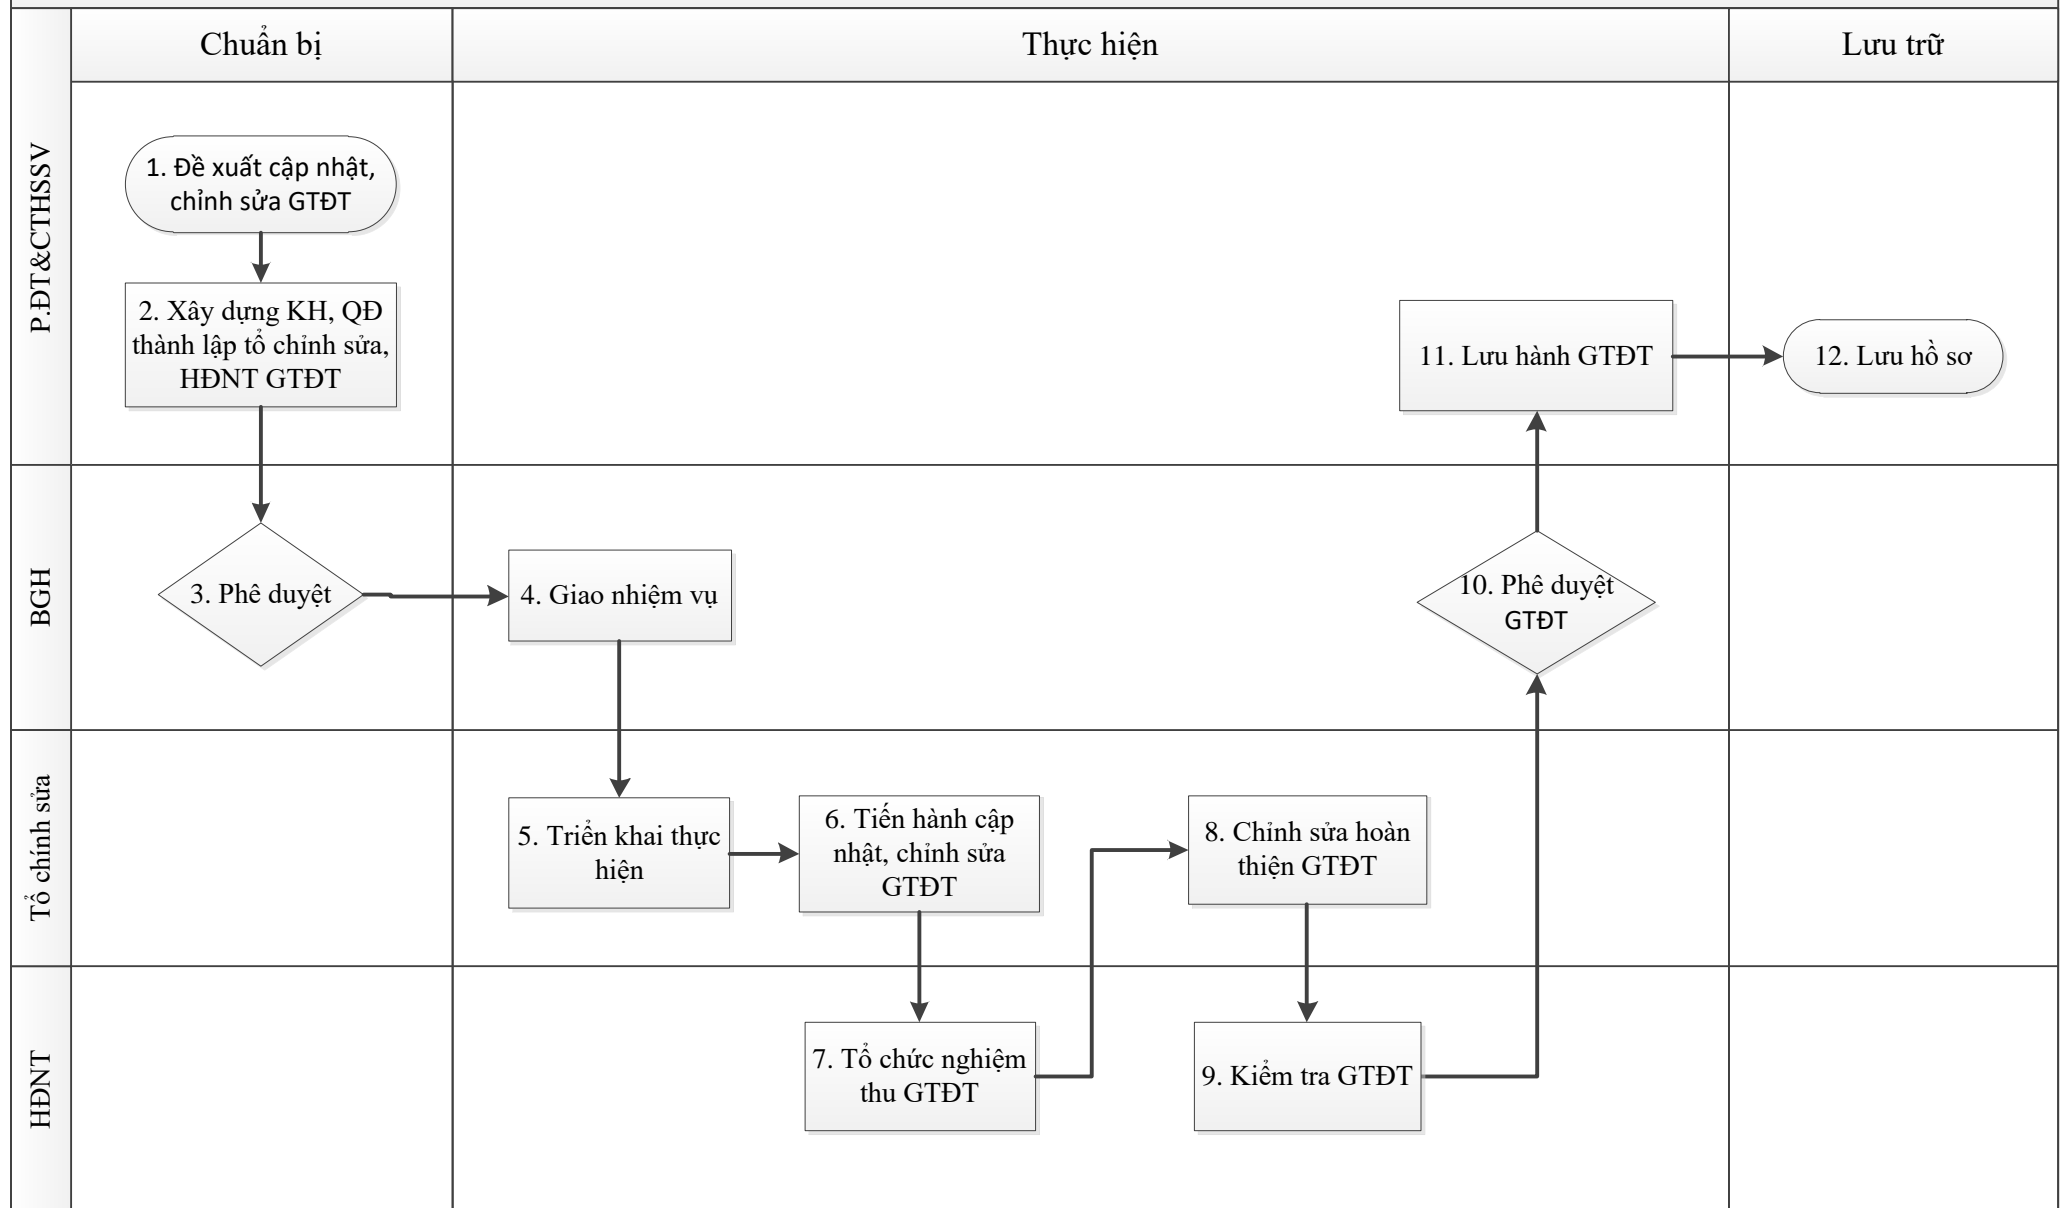 Chuẩn bị
Thực hiện
Lưu trữ
P.ĐT&CTHSSV
1. Đề xuất cập nhật,
chỉnh sửa GTĐT
2. Xây dựng KH, QĐ
thành lập tổ chỉnh sửa,
HĐNT GTĐT
11. Lưu hành GTĐT
12. Lưu hồ sơ
BGH
3. Phê duyệt
4. Giao nhiệm vụ
10. Phê duyệt
GTĐT
Tổ chỉnh sửa
5. Triển khai thực
hiện
6. Tiến hành cập
nhật, chỉnh sửa
GTĐT
8. Chỉnh sửa hoàn
thiện GTĐT
HĐNT
7. Tổ chức nghiệm
thu GTĐT
9. Kiểm tra GTĐT